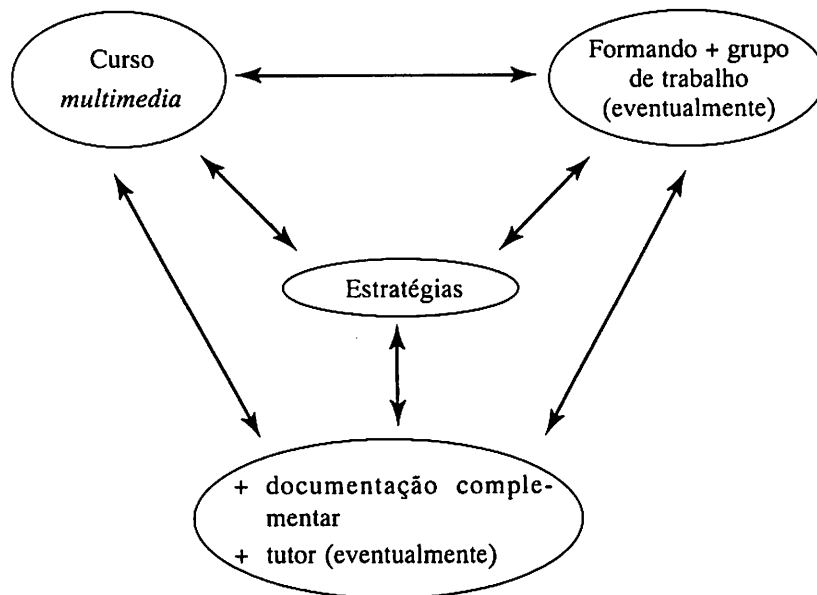 Curso
multimedia
Formando + grupo
de trabalho
(eventualmente)
Estratégias
+ documentação comple-
mentar
+ tutor (eventualmente)